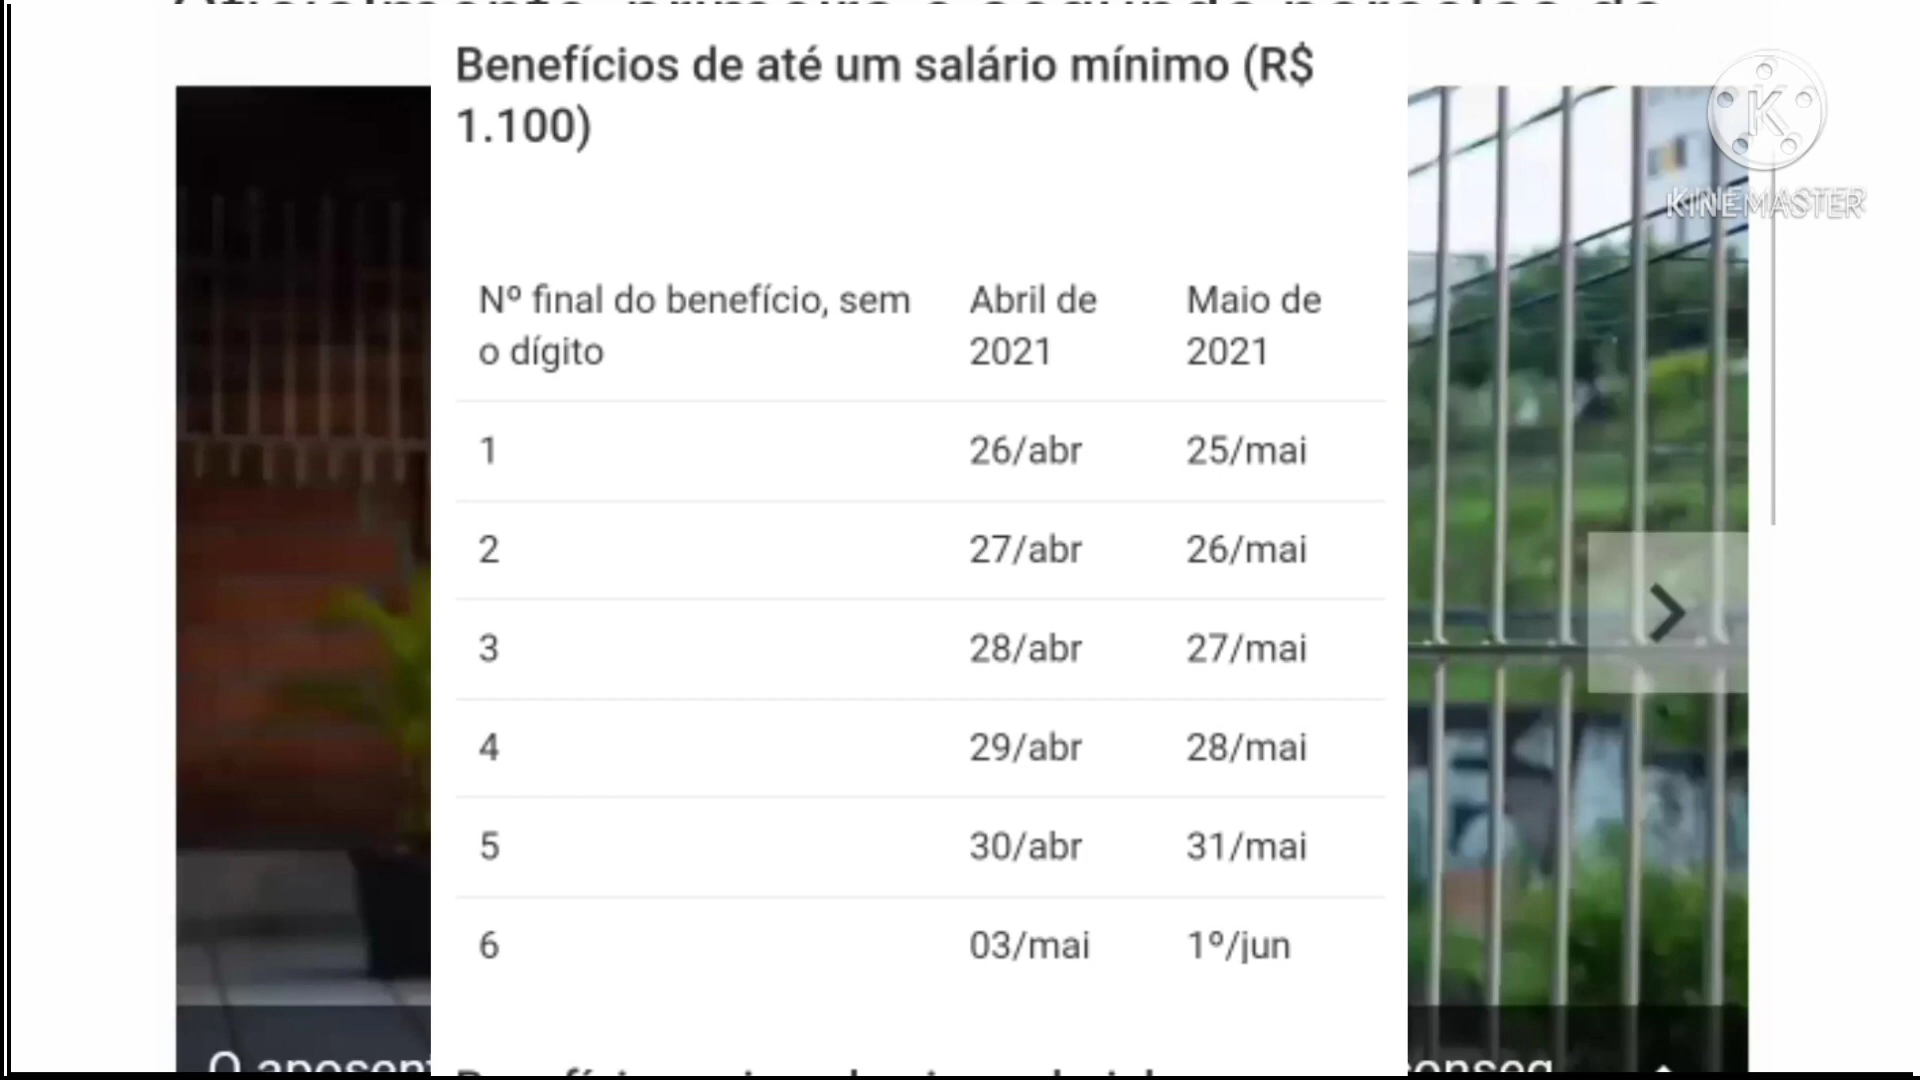 Benefícios de até um salário mínimo (R$
1.100)
KINEMASTER
Nº final do benefício, sem
o dígito
Abril de
2021
Maio de
2021
1 26/abr 25/mai
2 27/abr 26/mai
3 28/abr 27/mai
4 29/abr 28/mai
5 30/abr 31/mai
6 03/mai 1º/jun